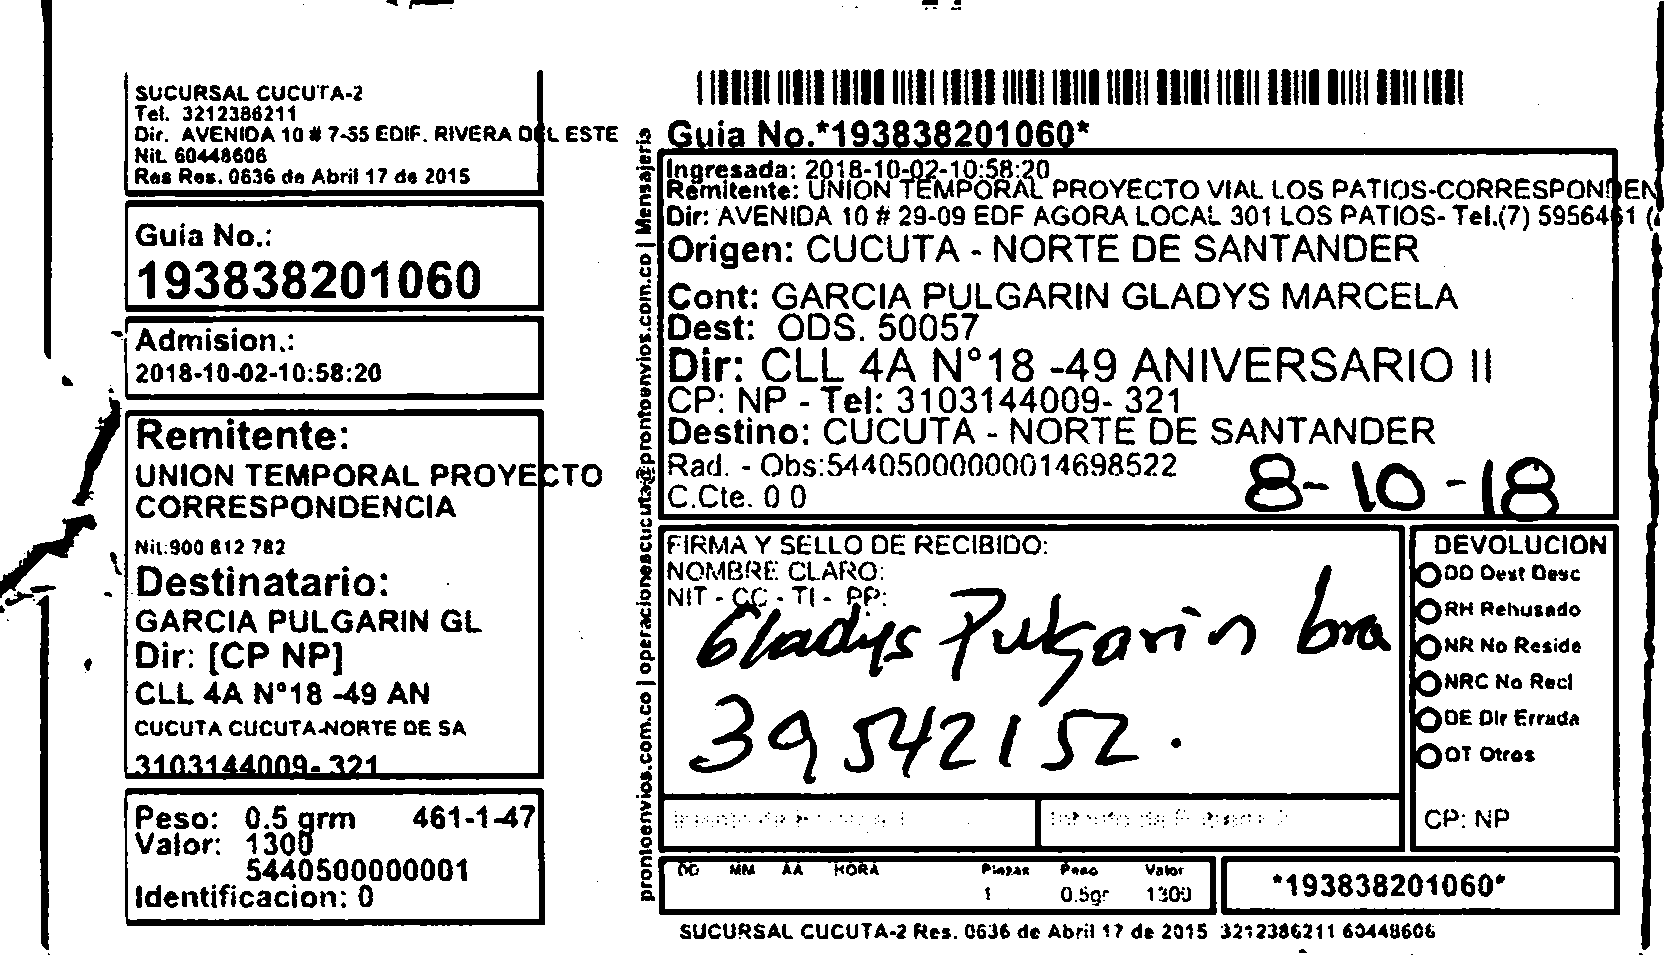 SUCURSAL CUCUTA-2
Tel. 3212386211
Dir. AVENIDA 10 # 7-55 EDIF. RIVERA DEL ESTE
Nit. 60448606
Res Res. 0636 de Abril 17 de 2015
Guia No.:
193838201060
Admision.:
2018-10-02-10:58:20
Remitente:
UNION TEMPORAL PROYECTO
CORRESPONDENCIA
Nit:900 612 782
Destinatario:
GARCIA PULGARIN GL
Dir: [CP NP]
CLL 4A N°18 -49 AN
CUCUTA CUCUTA-NORTE DE SA
3103144009- 321
Peso: 0.5 grm 461-1-47
Valor: 1300
5440500000001
Identificacion: 0
prontoenvios.com.co | operacionescucuta@prontoenvios.com.co | Mensajeria
Guia No.*193838201060*
Ingresada: 2018-10-02-10:58:20
Remitente: UNION TEMPORAL PROYECTO VIAL LOS PATIOS-CORRESPONDEN
Dir: AVENIDA 10 # 29-09 EDF AGORA LOCAL 301 LOS PATIOS- Tel.(7) 5956461 (
Origen: CUCUTA - NORTE DE SANTANDER
Cont: GARCIA PULGARIN GLADYS MARCELA
Dest: ODS. 50057
Dir: CLL 4A N°18 -49 ANIVERSARIO II
CP: NP - Tel: 3103144009- 321
Destino: CUCUTA - NORTE DE SANTANDER
Rad. - Obs:54405000000014698522
C.Cte. 0 0
8-10-18
FIRMA Y SELLO DE RECIBIDO:
NOMBRE CLARO:
NIT - CC - TI - PP:
Gladys Pulgarin bra
39542152.
DEVOLUCION
DD Dest Desc
RH Rehusado
NR No Reside
NRC No Recl
DE Dir Errada
OT Otros
CP: NP
DD MM AA HORA
Piezas Peso Valor
1 0.5gr 1300
*193838201060*
SUCURSAL CUCUTA-2 Res. 0636 de Abril 17 de 2015 3212386211 60448606